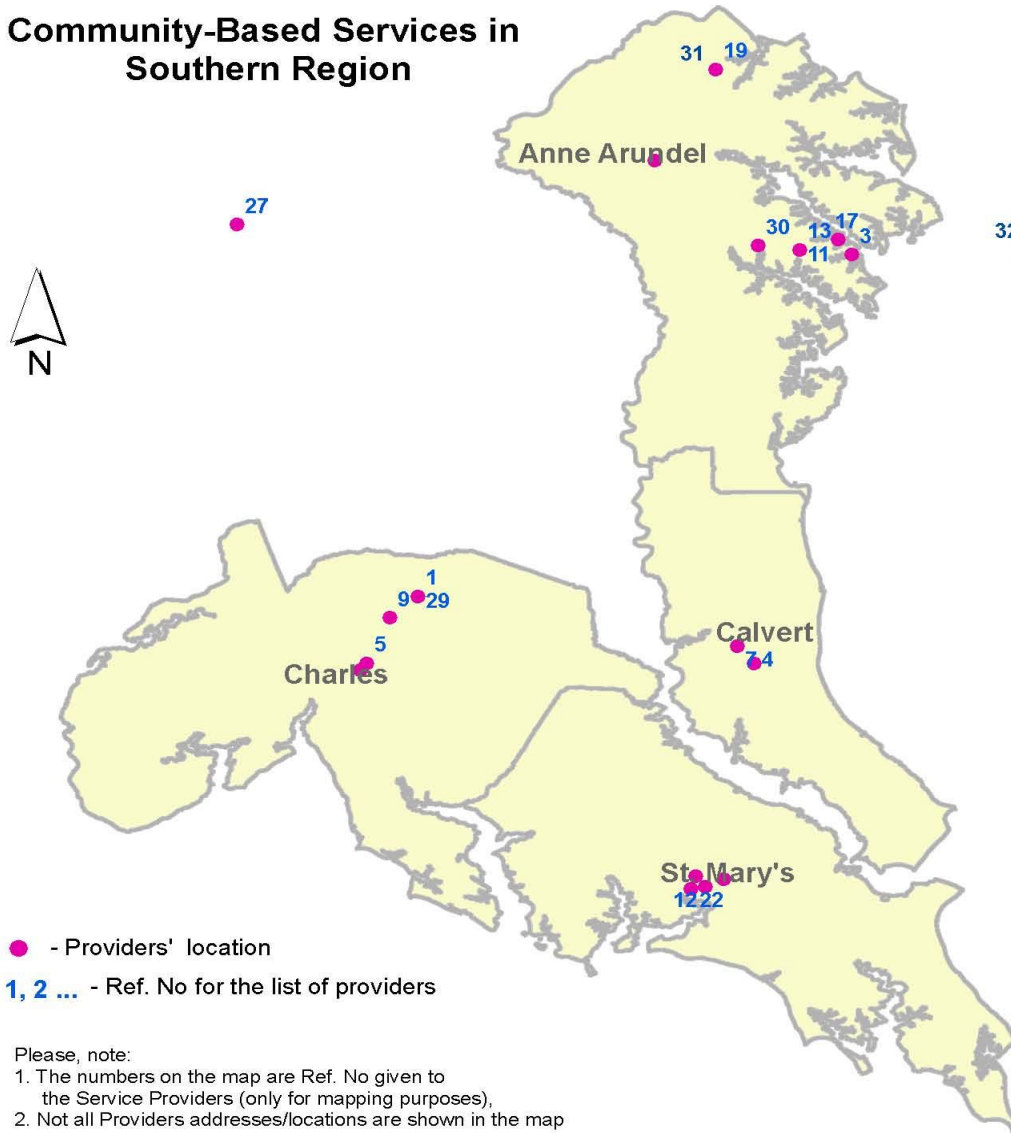 Community-Based Services in
Southern Region
31 19
Anne Arundel
27
30 13 17 3
11
32
N
1
9 29
5
Charles
Calvert
7 4
St. Mary's
12 22
- Providers' location
1, 2 ... - Ref. No for the list of providers
Please, note:
1. The numbers on the map are Ref. No given to
the Service Providers (only for mapping purposes),
2. Not all Providers addresses/locations are shown in the map